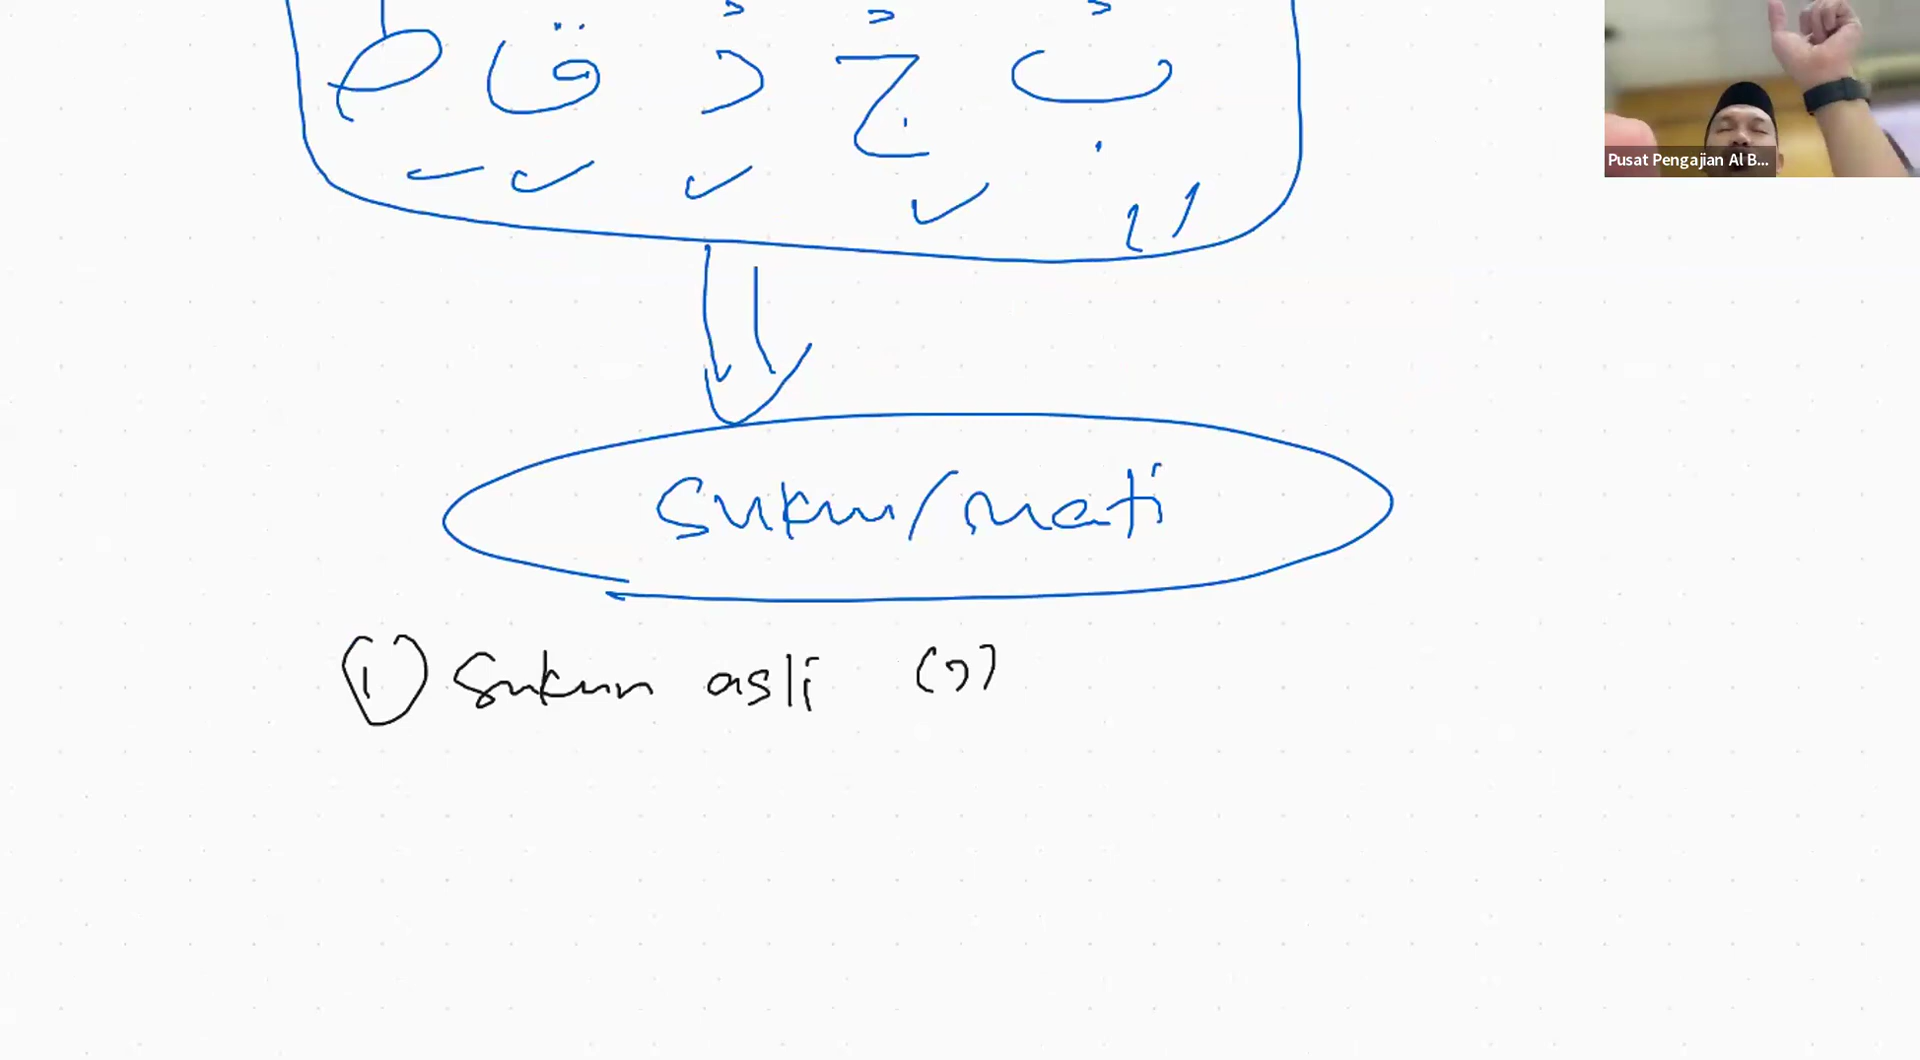 ب ج د ق ط
Pusat Pengajian Al B...
Sukun/mati
① Sukun asli (ْ)